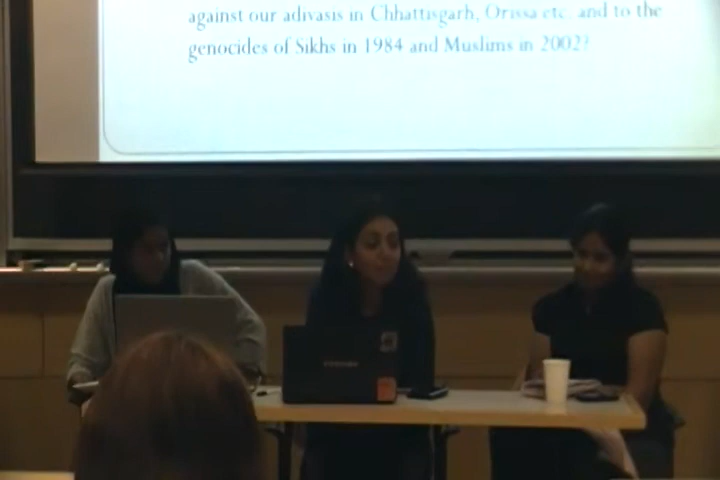 against our adivasis in Chhattisgarh, Orissa etc. and to the
genocides of Sikhs in 1984 and Muslims in 2002?